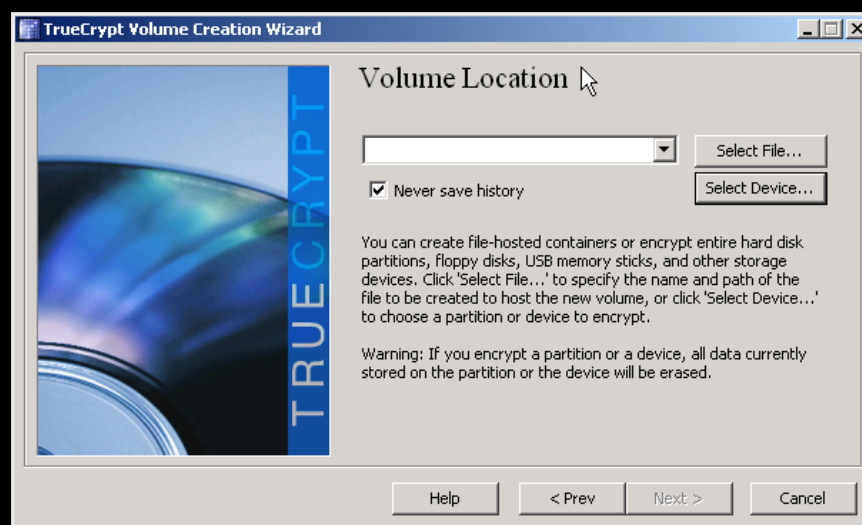 TrueCrypt Volume Creation Wizard
TRUECRYPT
Volume Location
Select File...
Never save history
Select Device...
You can create file-hosted containers or encrypt entire hard disk
partitions, floppy disks, USB memory sticks, and other storage
devices. Click 'Select File...' to specify the name and path of the
file to be created to host the new volume, or click 'Select Device...'
to choose a partition or device to encrypt.
Warning: If you encrypt a partition or a device, all data currently
stored on the partition or the device will be erased.
Help
< Prev
Next >
Cancel